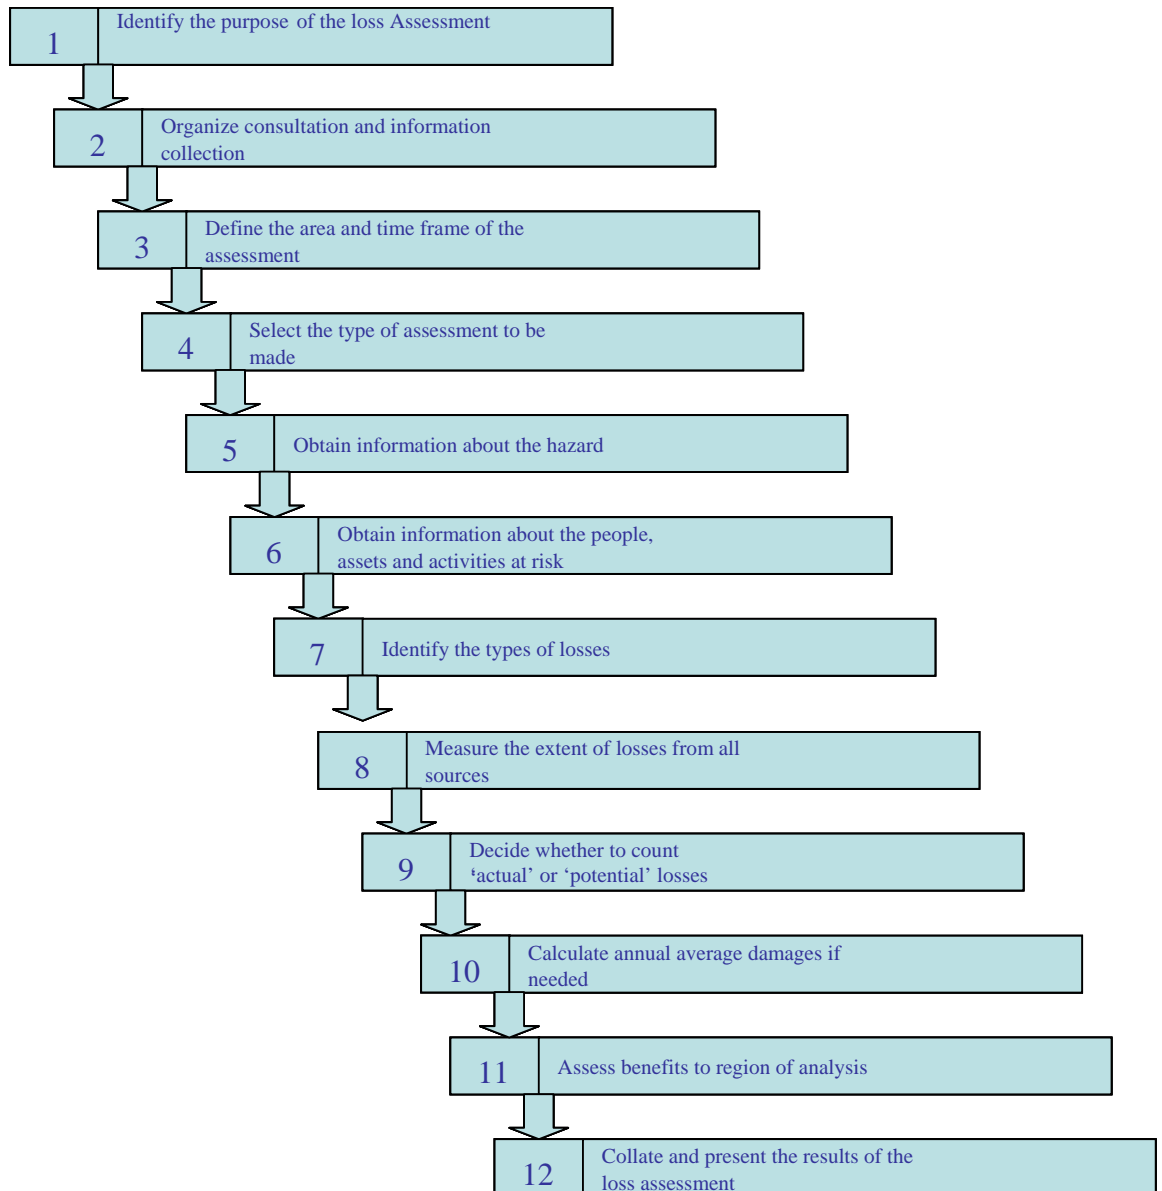 1
Identify the purpose of the loss Assessment
2
Organize consultation and information
collection
3
Define the area and time frame of the
assessment
4
Select the type of assessment to be
made
5
Obtain information about the hazard
6
Obtain information about the people,
assets and activities at risk
7
Identify the types of losses
8
Measure the extent of losses from all
sources
9
Decide whether to count
‘actual’ or ‘potential’ losses
10
Calculate annual average damages if
needed
11
Assess benefits to region of analysis
12
Collate and present the results of the
loss assessment